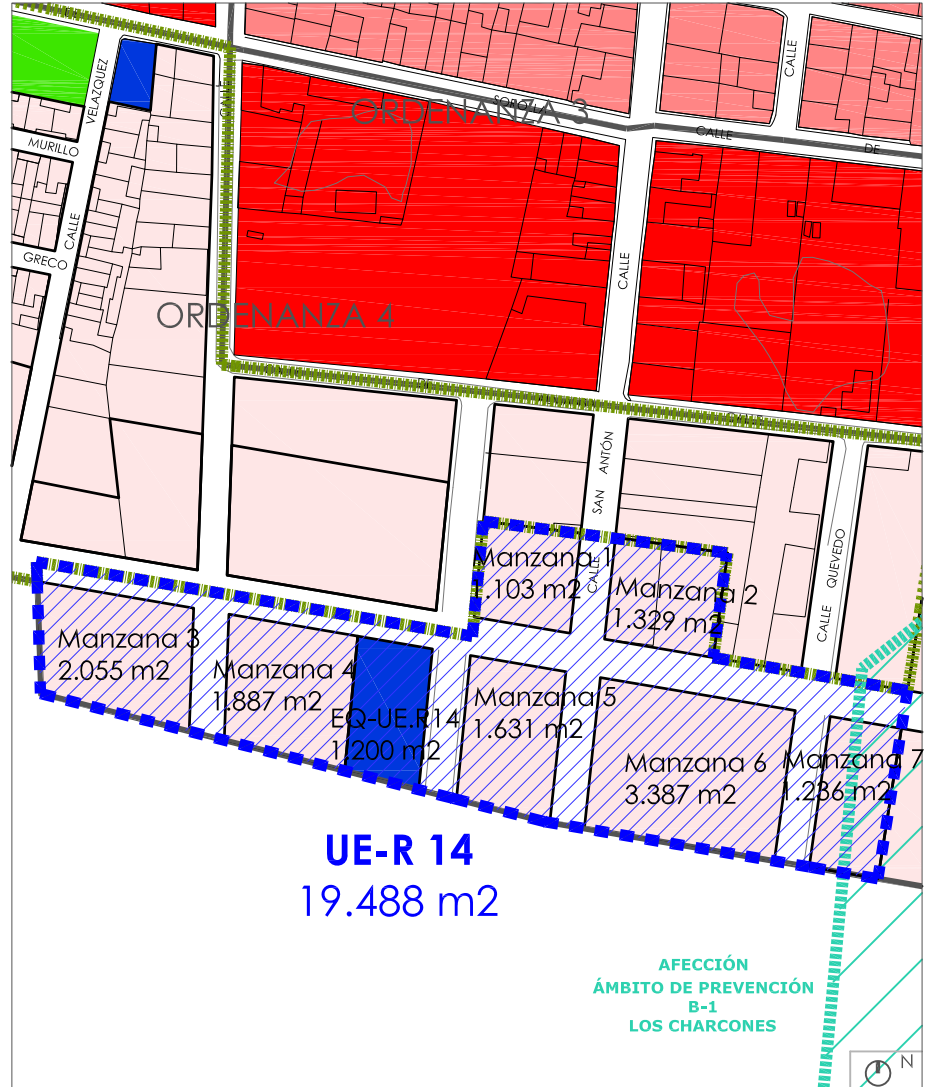 VELAZQUEZ
CALLE
MURILLO
CALLE
GRECO
ORDENANZA 3
SOROLLA
CALLE
CALLE
DE
CALLE
ORDENANZA 4
DE
CALLE
SAN ANTÓN
CALLE
QUEVEDO
CALLE
Manzana 1
.103 m2
Manzana 2
1.329 m2
Manzana 3
2.055 m2
Manzana 4
1.887 m2
EQ-UE.R14
1.200 m2
Manzana 5
1.631 m2
Manzana 6
3.387 m2
Manzana 7
1.236 m2
UE-R 14
19.488 m2
AFECCIÓN
ÁMBITO DE PREVENCIÓN
B-1
LOS CHARCONES
N